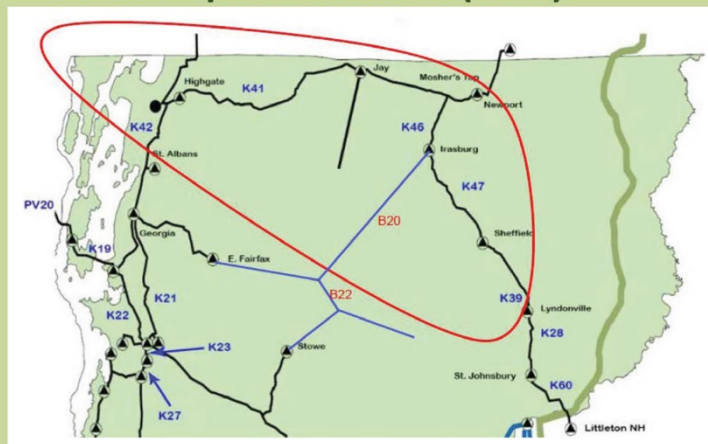 Jay
Mosher's Tap
Highgate
K41
Newport
K42
K46
St. Albans
Irasburg
K47
PV20
B20
Georgia
Sheffield
K19
E. Fairfax
B22
K21
K39
Lyndonville
K22
K28
K23
Stowe
St. Johnsbury
K60
K27
Littleton NH